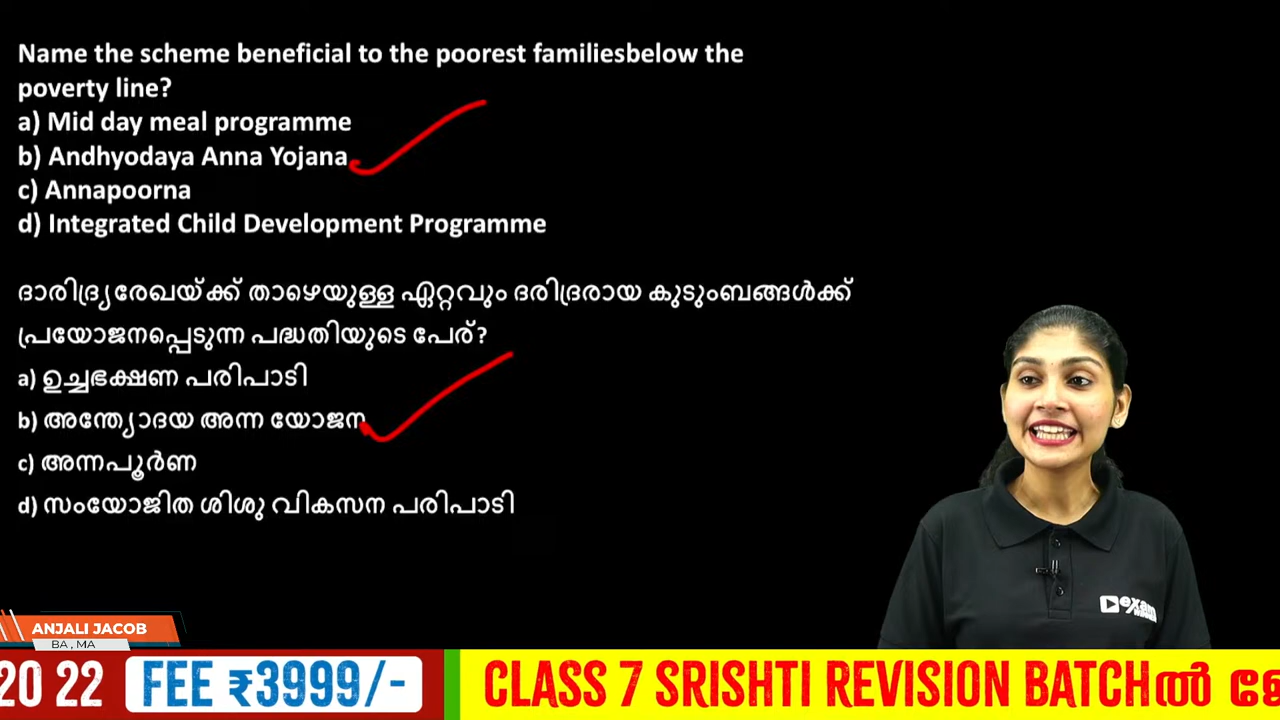 Name the scheme beneficial to the poorest familiesbelow the
poverty line?
a) Mid day meal programme
b) Andhyodaya Anna Yojana
c) Annapoorna
d) Integrated Child Development Programme
ദാരിദ്ര്യരേഖയ്ക്ക് താഴെയുള്ള ഏറ്റവും ദരിദ്രരായ കുടുംബങ്ങൾക്ക്
പ്രയോജനപ്പെടുന്ന പദ്ധതിയുടെ പേര്?
a) ഉച്ചഭക്ഷണ പരിപാടി
b) അന്ത്യോദയ അന്ന യോജന
c) അന്നപൂർണ
d) സംയോജിത ശിശു വികസന പരിപാടി
exam
ANJALI JACOB
BA , MA
20 22 FEE ₹3999/- CLASS 7 SRISHTI REVISION BATCHൽ